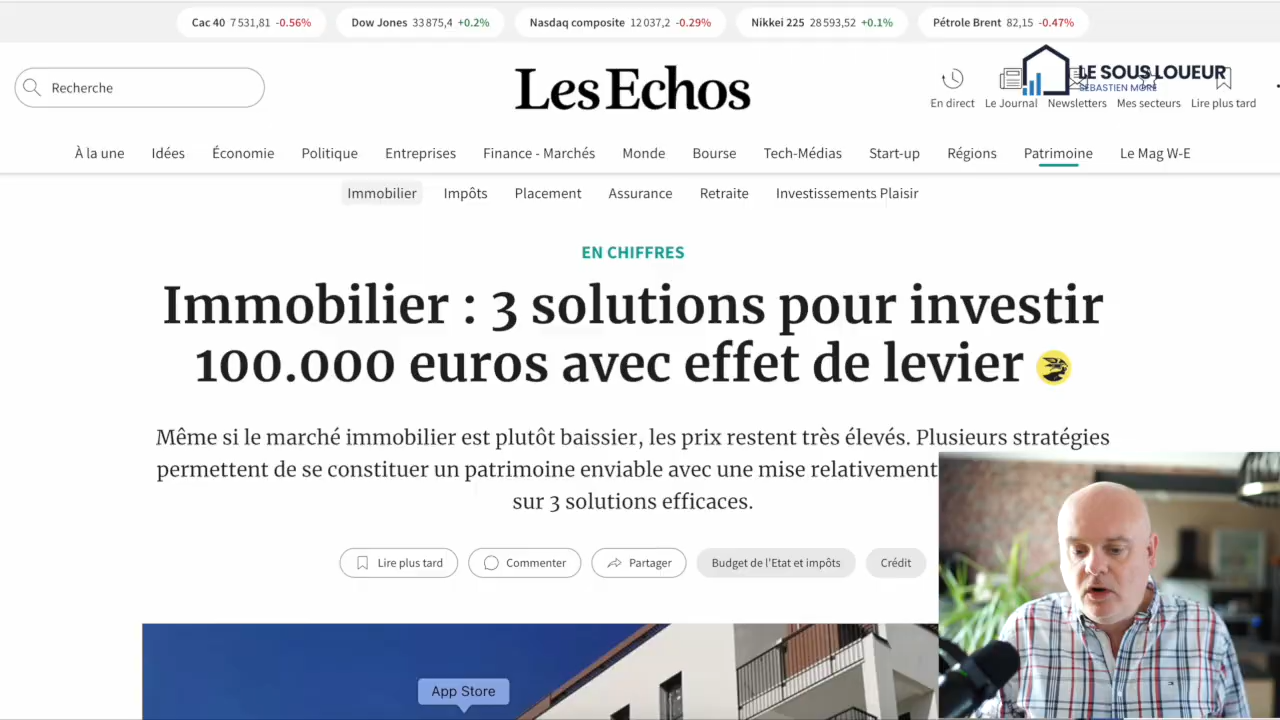 Cac 40 7 531,81 -0.56% Dow Jones 33 875,4 +0.2% Nasdaq composite 12 037,2 -0.29% Nikkei 225 28 593,52 +0.1% Pétrole Brent 82,15 -0.47%
Recherche
Les Echos
LE SOUS LOUEUR
SEBASTIEN MORE
En direct Le Journal Newsletters Mes secteurs Lire plus tard
À la une Idées Économie Politique Entreprises Finance - Marchés Monde Bourse Tech-Médias Start-up Régions Patrimoine Le Mag W-E
Immobilier Impôts Placement Assurance Retraite Investissements Plaisir
EN CHIFFRES
Immobilier : 3 solutions pour investir
100.000 euros avec effet de levier
Même si le marché immobilier est plutôt baissier, les prix restent très élevés. Plusieurs stratégies
permettent de se constituer un patrimoine enviable avec une mise relativement
sur 3 solutions efficaces.
Lire plus tard Commenter Partager Budget de l'Etat et impôts Crédit
App Store